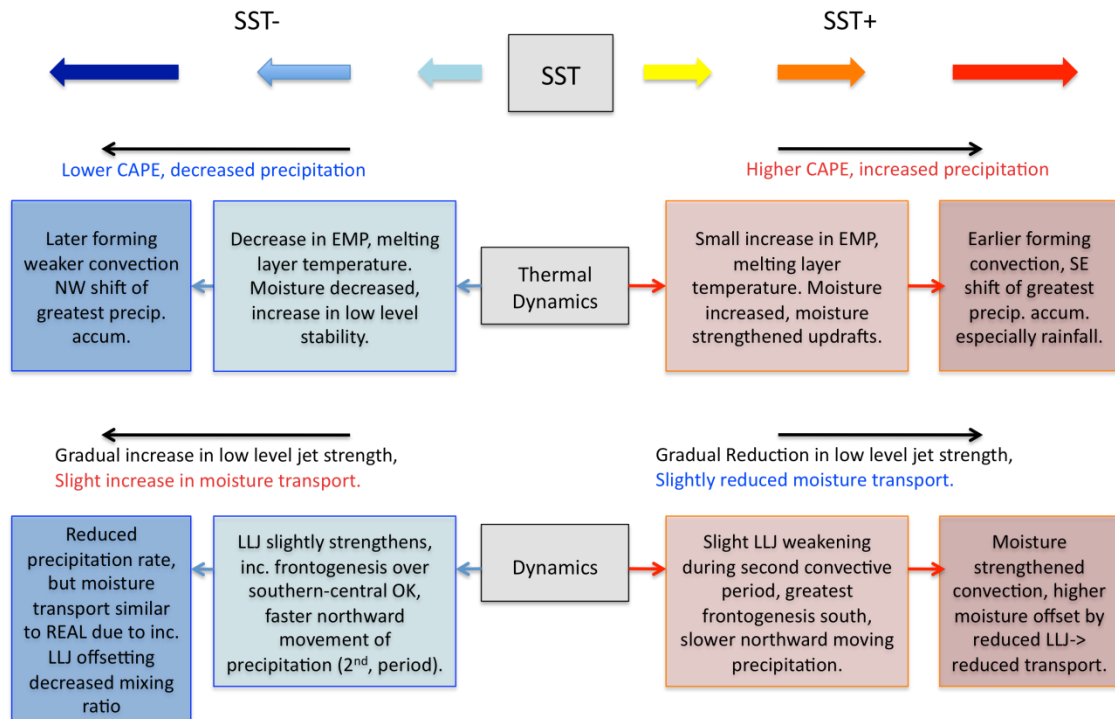 SST-
SST+
SST
Lower CAPE, decreased precipitation
Higher CAPE, increased precipitation
Later forming
weaker convection
NW shift of
greatest precip.
accum.
Decrease in EMP, melting
layer temperature.
Moisture decreased,
increase in low level
stability.
Thermal
Dynamics
Small increase in EMP,
melting layer
temperature. Moisture
increased, moisture
strengthened updrafts.
Earlier forming
convection, SE
shift of greatest
precip. accum.
especially rainfall.
Gradual increase in low level jet strength,
Slight increase in moisture transport.
Gradual Reduction in low level jet strength,
Slightly reduced moisture transport.
Reduced
precipitation rate,
but moisture
transport similar
to REAL due to inc.
LLJ offsetting
decreased mixing
ratio
LLJ slightly strengthens,
inc. frontogenesis over
southern-central OK,
faster northward
movement of
precipitation (2nd, period).
Dynamics
Slight LLJ weakening
during second convective
period, greatest
frontogenesis south,
slower northward moving
precipitation.
Moisture
strengthened
convection, higher
moisture offset by
reduced LLJ->
reduced transport.